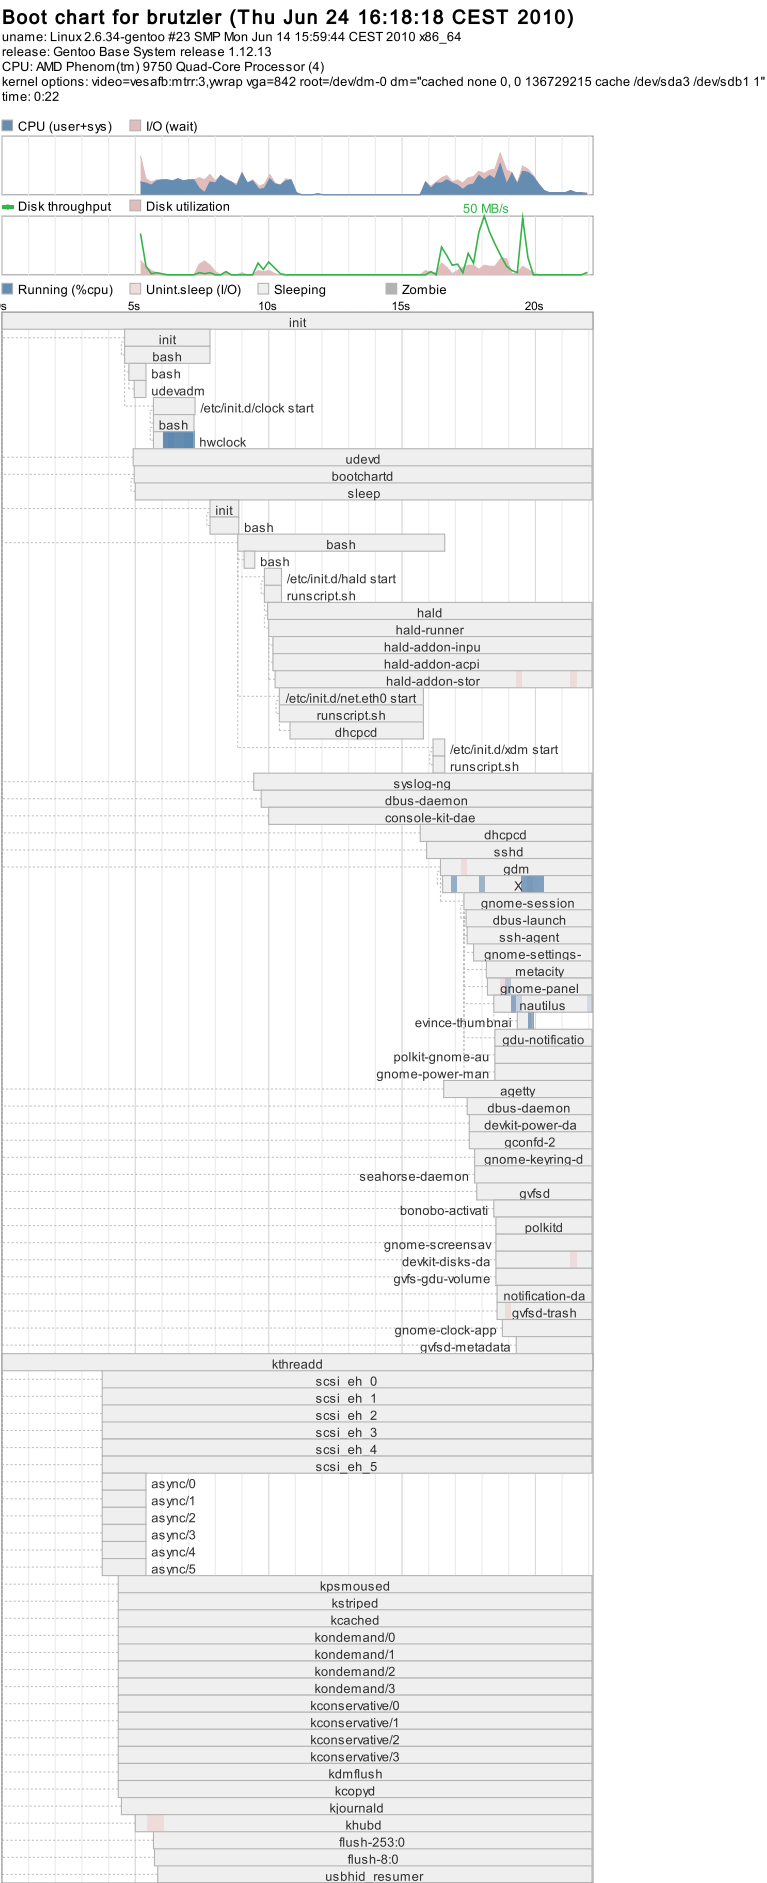 Boot chart for brutzler (Thu Jun 24 16:18:18 CEST 2010)
uname: Linux 2.6.34-gentoo #23 SMP Mon Jun 14 15:59:44 CEST 2010 x86_64
release: Gentoo Base System release 1.12.13
CPU: AMD Phenom(tm) 9750 Quad-Core Processor (4)
kernel options: video=vesafb:mtrr:3,ywrap vga=842 root=/dev/dm-0 dm="cached none 0, 0 136729215 cache /dev/sda3 /dev/sdb1 1"
time: 0:22
CPU (user+sys) I/O (wait)
Disk throughput Disk utilization 50 MB/s
Running (%cpu) Unint.sleep (I/O) Sleeping Zombie
s 5s 10s 15s 20s
init
init
bash
bash
udevadm
/etc/init.d/clock start
bash
hwclock
udevd
bootchartd
sleep
init
bash
bash
bash
/etc/init.d/hald start
runscript.sh
hald
hald-runner
hald-addon-inpu
hald-addon-acpi
hald-addon-stor
/etc/init.d/net.eth0 start
runscript.sh
dhcpcd
/etc/init.d/xdm start
runscript.sh
syslog-ng
dbus-daemon
console-kit-dae
dhcpcd
sshd
gdm
X
gnome-session
dbus-launch
ssh-agent
gnome-settings-
metacity
gnome-panel
nautilus
evince-thumbnai
gdu-notificatio
polkit-gnome-au
gnome-power-man
agetty
dbus-daemon
devkit-power-da
gconfd-2
gnome-keyring-d
seahorse-daemon
gvfsd
bonobo-activati
polkitd
gnome-screensav
devkit-disks-da
gvfs-gdu-volume
notification-da
gvfsd-trash
gnome-clock-app
gvfsd-metadata
kthreadd
scsi_eh_0
scsi_eh_1
scsi_eh_2
scsi_eh_3
scsi_eh_4
scsi_eh_5
async/0
async/1
async/2
async/3
async/4
async/5
kpsmoused
kstriped
kcached
kondemand/0
kondemand/1
kondemand/2
kondemand/3
kconservative/0
kconservative/1
kconservative/2
kconservative/3
kdmflush
kcopyd
kjournald
khubd
flush-253:0
flush-8:0
usbhid_resumer